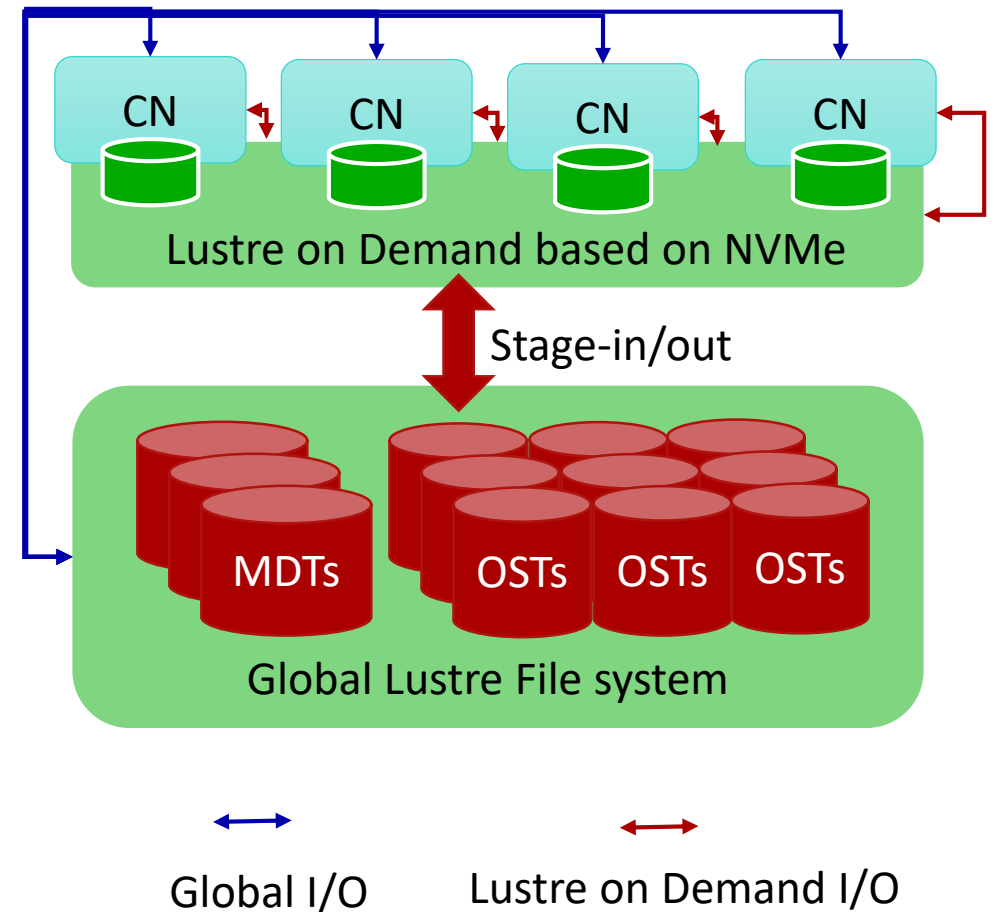 CN
CN
CN
CN
Lustre on Demand based on NVMe
Stage-in/out
MDTs
OSTs
OSTs
OSTs
Global Lustre File system
Global I/O
Lustre on Demand I/O